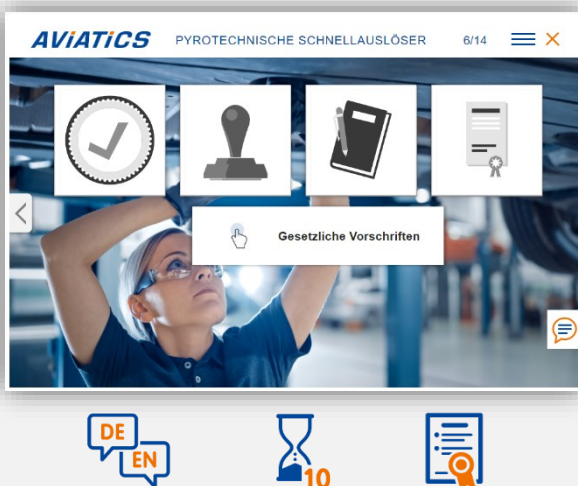 AViATiCS PYROTECHNISCHE SCHNELLAUSLÖSER 6/14
Gesetzliche Vorschriften
DE
EN
10